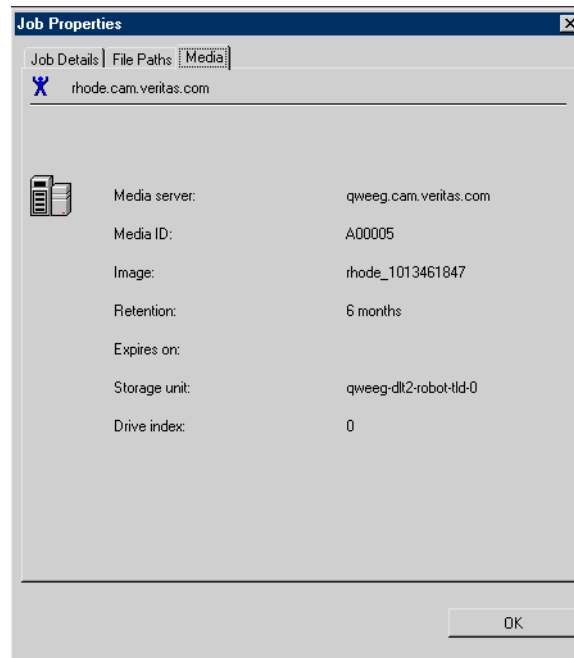 Job Properties
Job Details File Paths Media
rhode.cam.veritas.com
Media server: qweeg.cam.veritas.com
Media ID: A00005
Image: rhode_1013461847
Retention: 6 months
Expires on:
Storage unit: qweeg-dlt2-robot-tld-0
Drive index: 0
OK